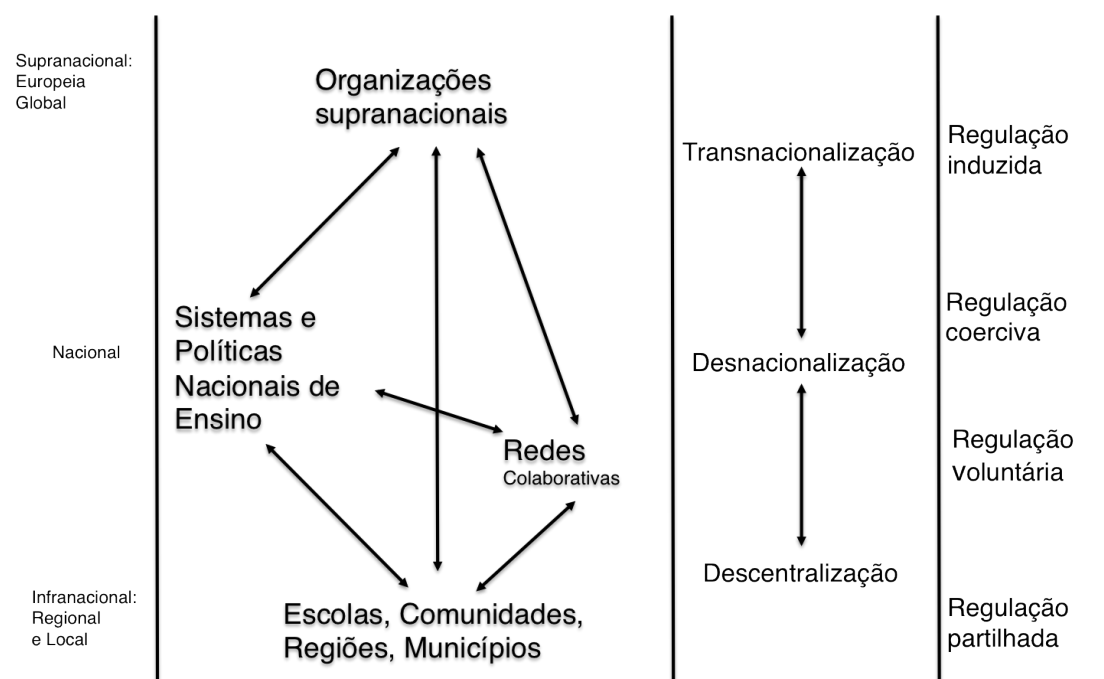 Supranacional:
Europeia
Global
Organizações
supranacionais
Transnacionalização
Regulação
induzida
Sistemas e
Políticas
Nacionais de
Ensino
Nacional
Desnacionalização
Regulação
coerciva
Redes
Colaborativas
Regulação
voluntária
Infranacional:
Regional
e Local
Escolas, Comunidades,
Regiões, Municípios
Descentralização
Regulação
partilhada